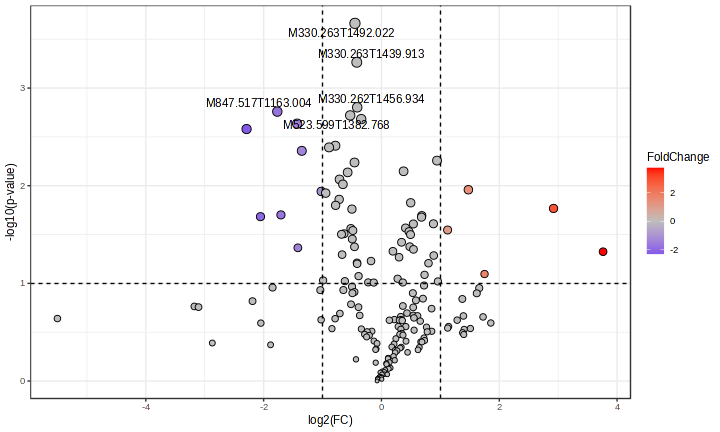 M330.263T1492.022
M330.263T1439.913
M330.262T1456.934
M847.517T1163.004
M523.599T1382.768
-log10(p-value)
3
2
1
0
-4
-2
0
2
4
log2(FC)
FoldChange
2
0
-2